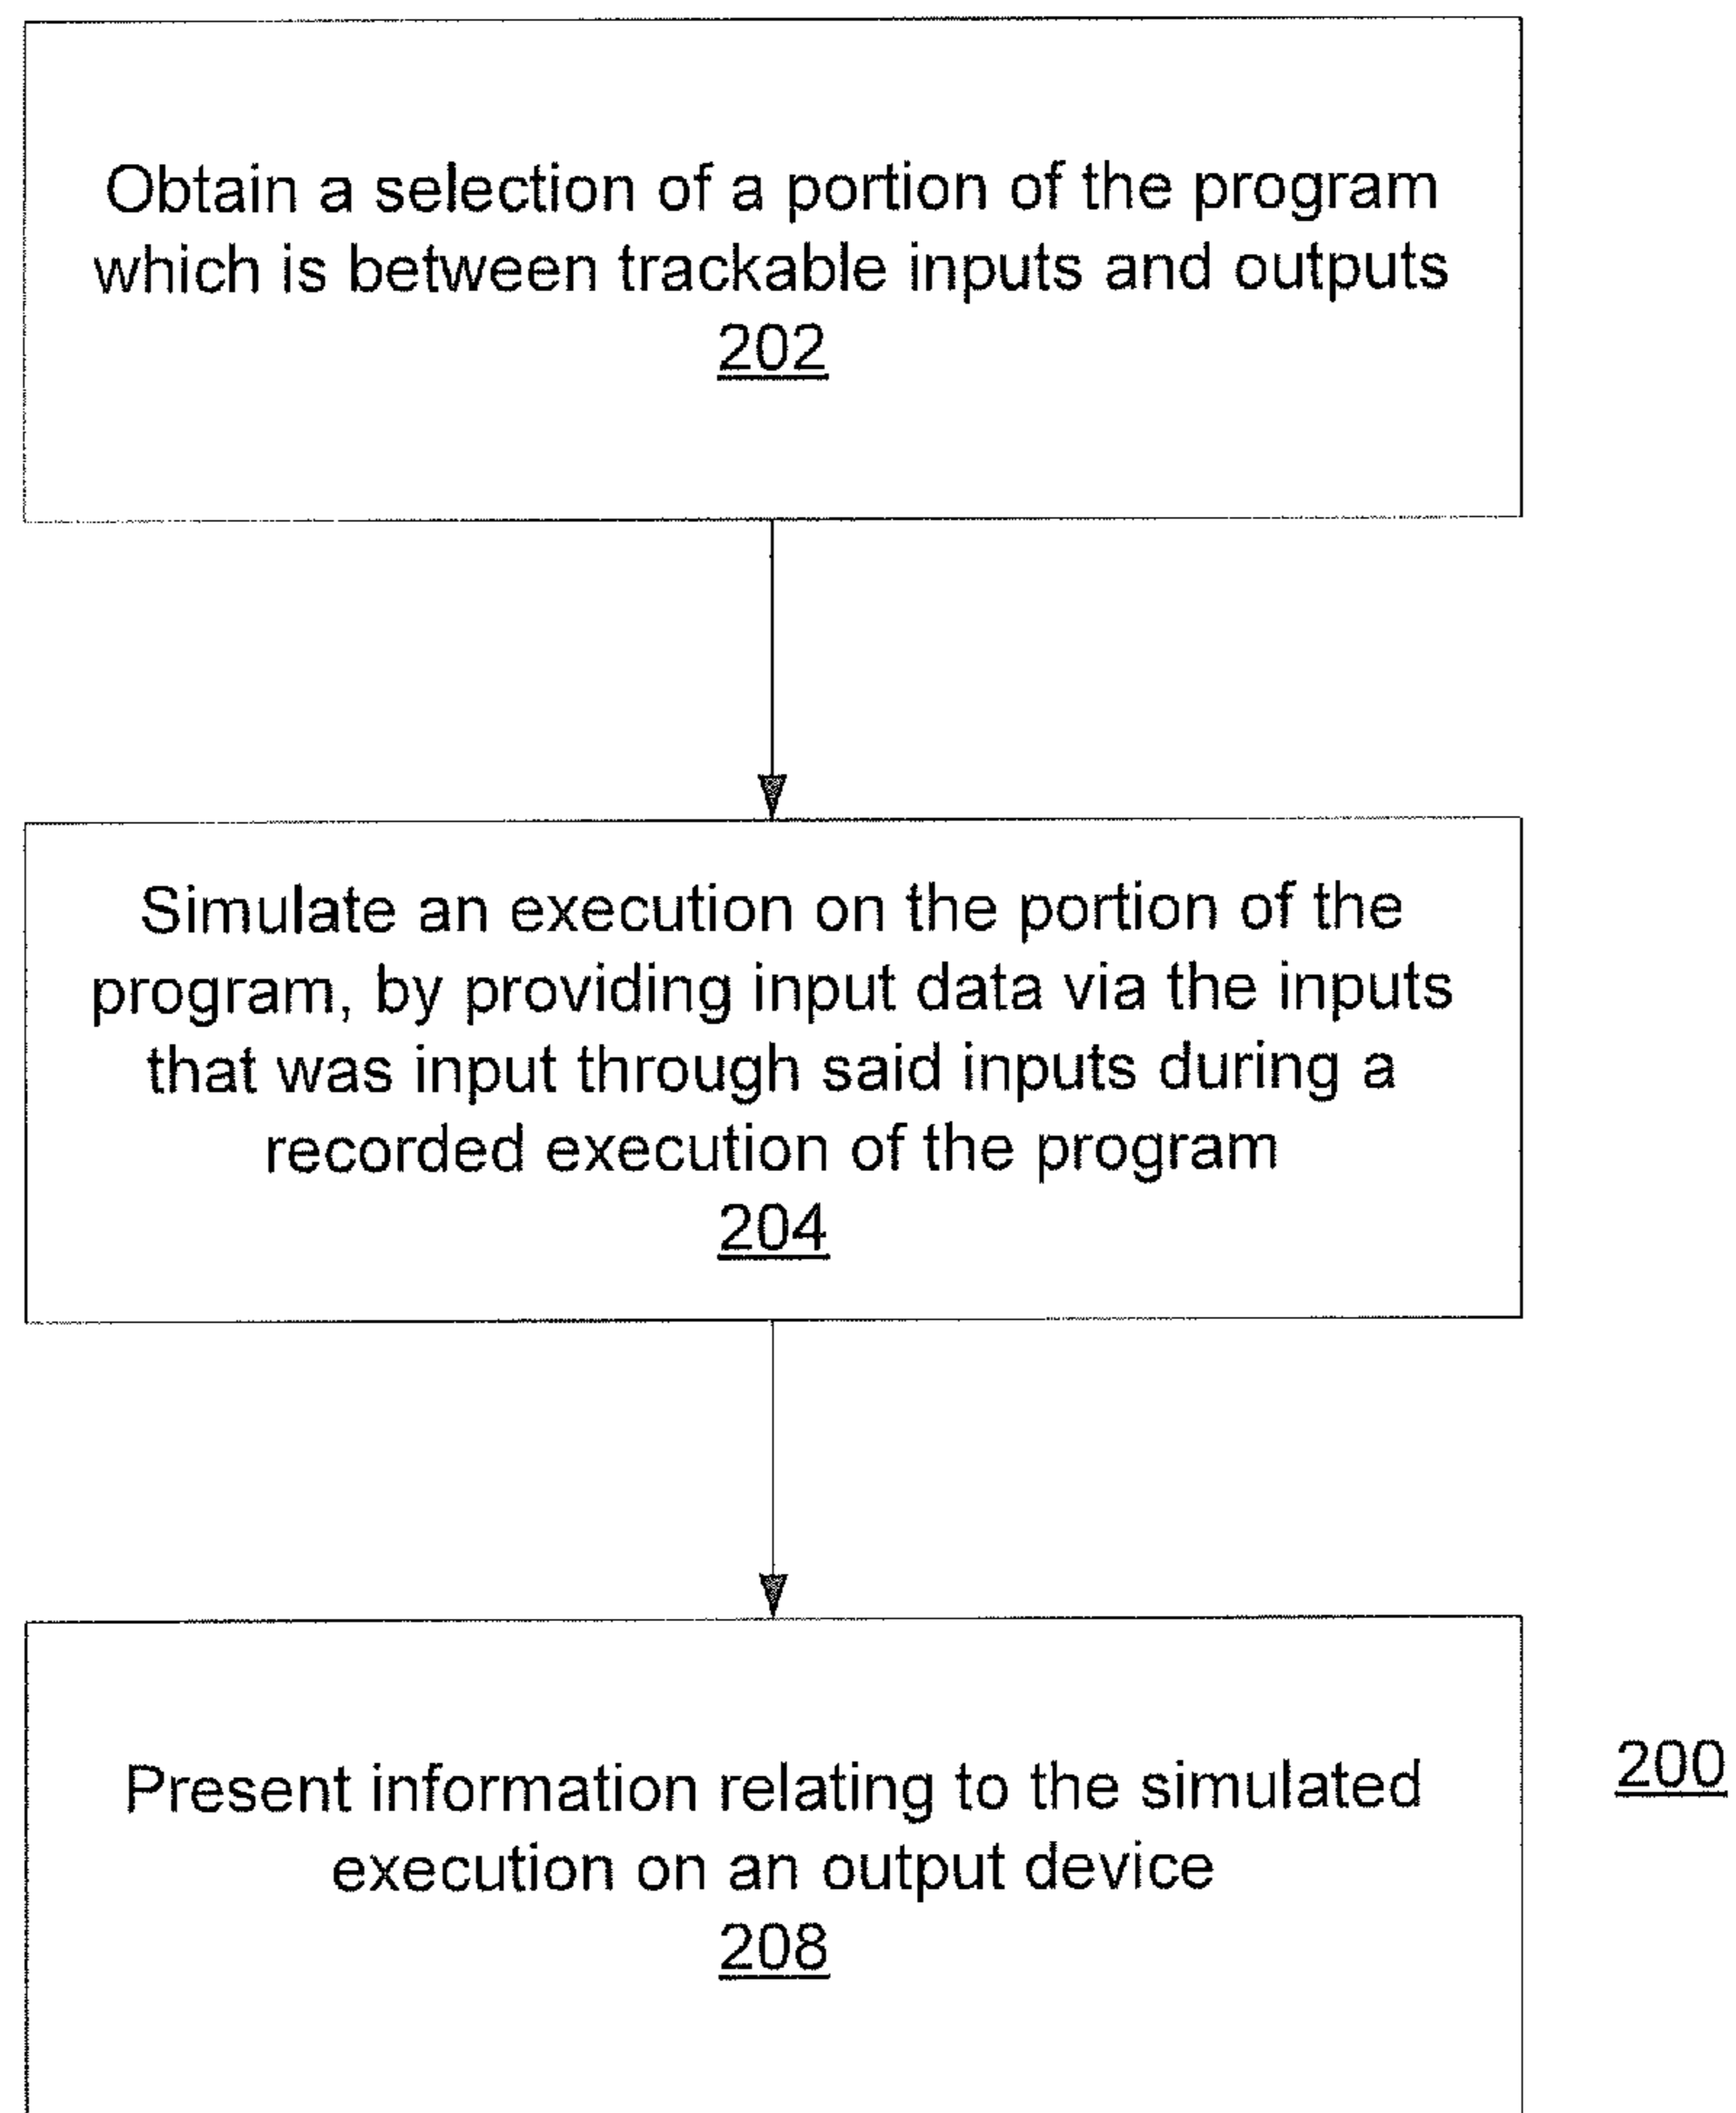 Obtain a selection of a portion of the program
which is between trackable inputs and outputs
202
Simulate an execution on the portion of the
program, by providing input data via the inputs
that was input through said inputs during a
recorded execution of the program
204
Present information relating to the simulated
execution on an output device
208
200